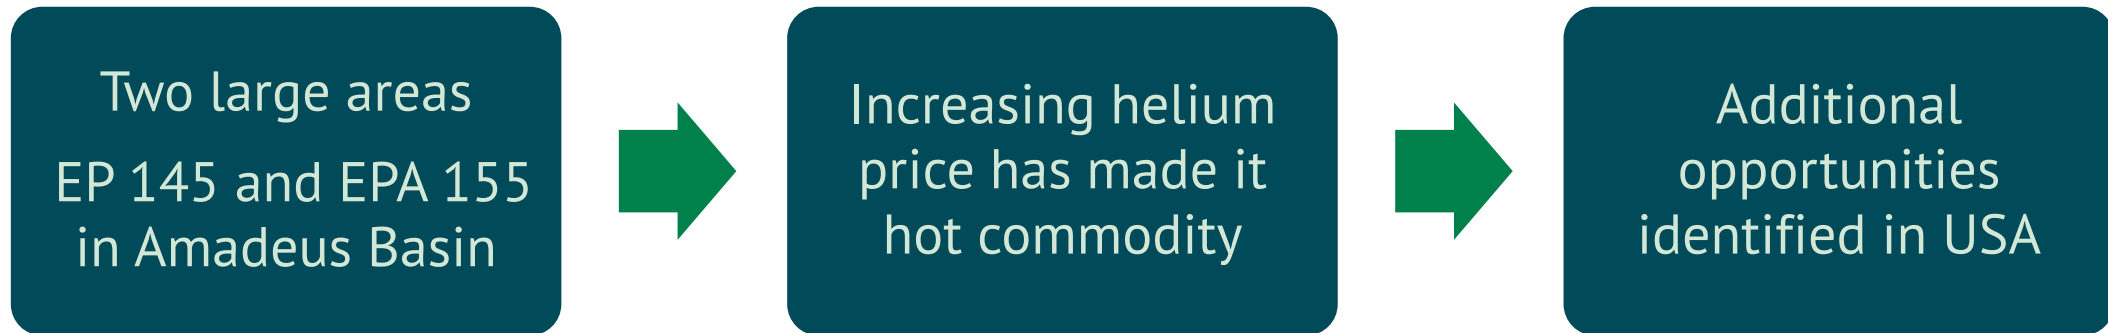 Two large areas
EP 145 and EPA 155
in Amadeus Basin
Increasing helium
price has made it
hot commodity
Additional
opportunities
identified in USA